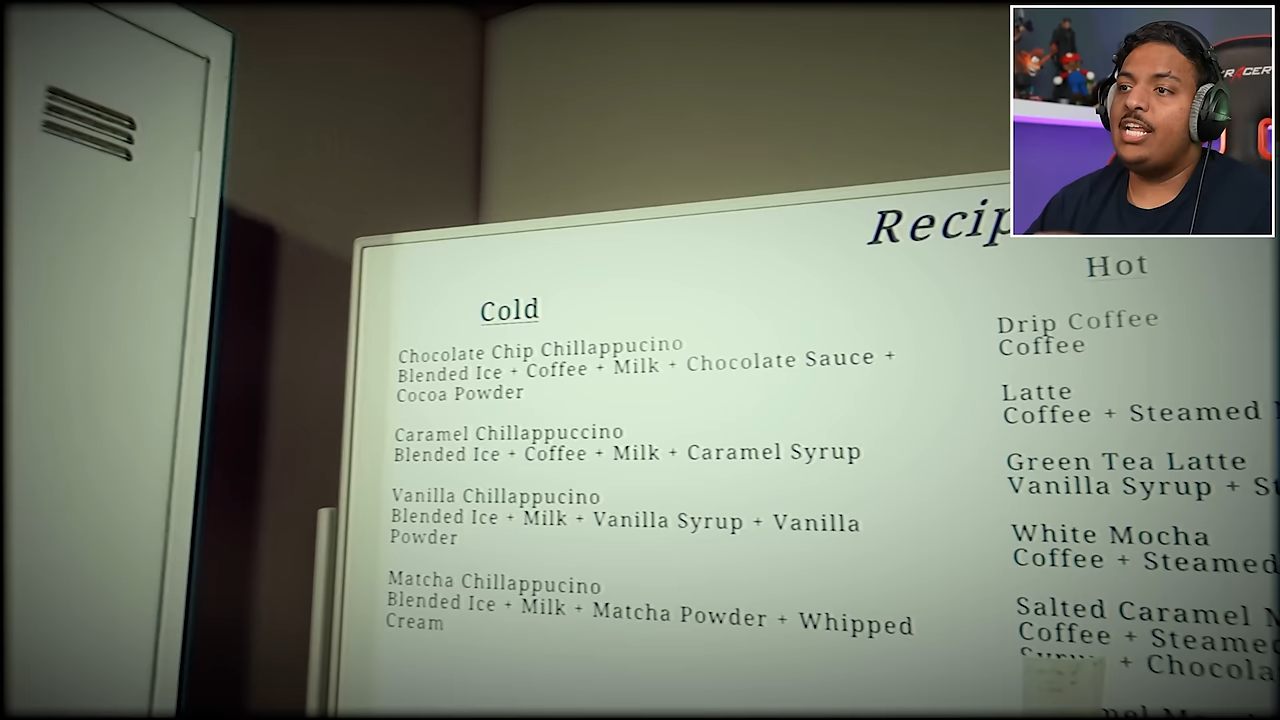 Recip
Cold
Chocolate Chip Chillappucino
Blended Ice + Coffee + Milk + Chocolate Sauce +
Cocoa Powder
Caramel Chillappuccino
Blended Ice + Coffee + Milk + Caramel Syrup
Vanilla Chillappucino
Blended Ice + Milk + Vanilla Syrup + Vanilla
Powder
Matcha Chillappucino
Blended Ice + Milk + Matcha Powder + Whipped
Cream
Hot
Drip Coffee
Coffee
Latte
Coffee + Steamed
Green Tea Latte
Vanilla Syrup + St
White Mocha
Coffee + Steamed
Salted Caramel
Coffee + Steamed
+ Chocola